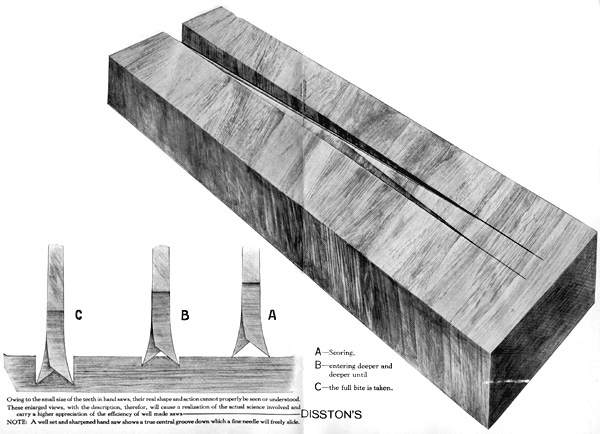 C
B
A
A—Scoring,
B—entering deeper and
deeper until
C—the full bite is taken.
Owing to the small size of the teeth in hand saws, their real shape and action cannot properly be seen or understood.
These enlarged views, with the description, therefor, will cause a realization of the actual science involved and
carry a higher appreciation of the efficiency of well made saws—DISSTON'S
NOTE: A well set and sharpened hand saw shows a true central groove down which a fine needle will freely slide.